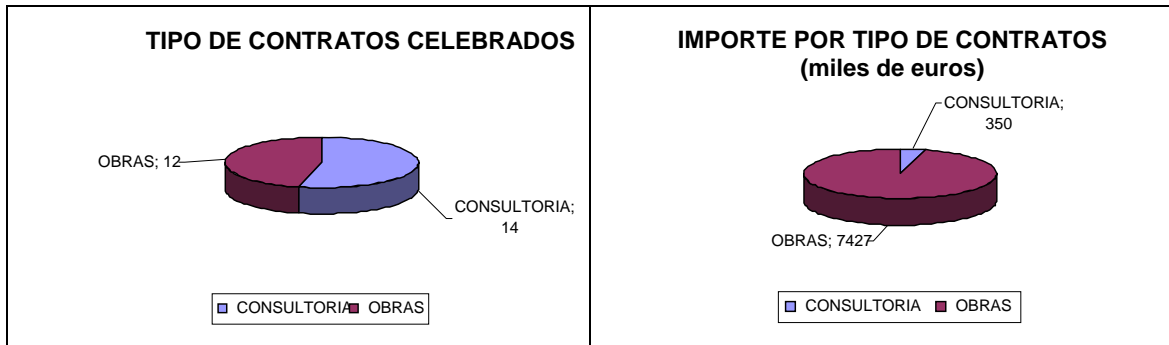 TIPO DE CONTRATOS CELEBRADOS
OBRAS; 12
CONSULTORIA;
14
CONSULTORIA OBRAS
IMPORTE POR TIPO DE CONTRATOS
(miles de euros)
CONSULTORIA;
350
OBRAS; 7427
CONSULTORIA OBRAS